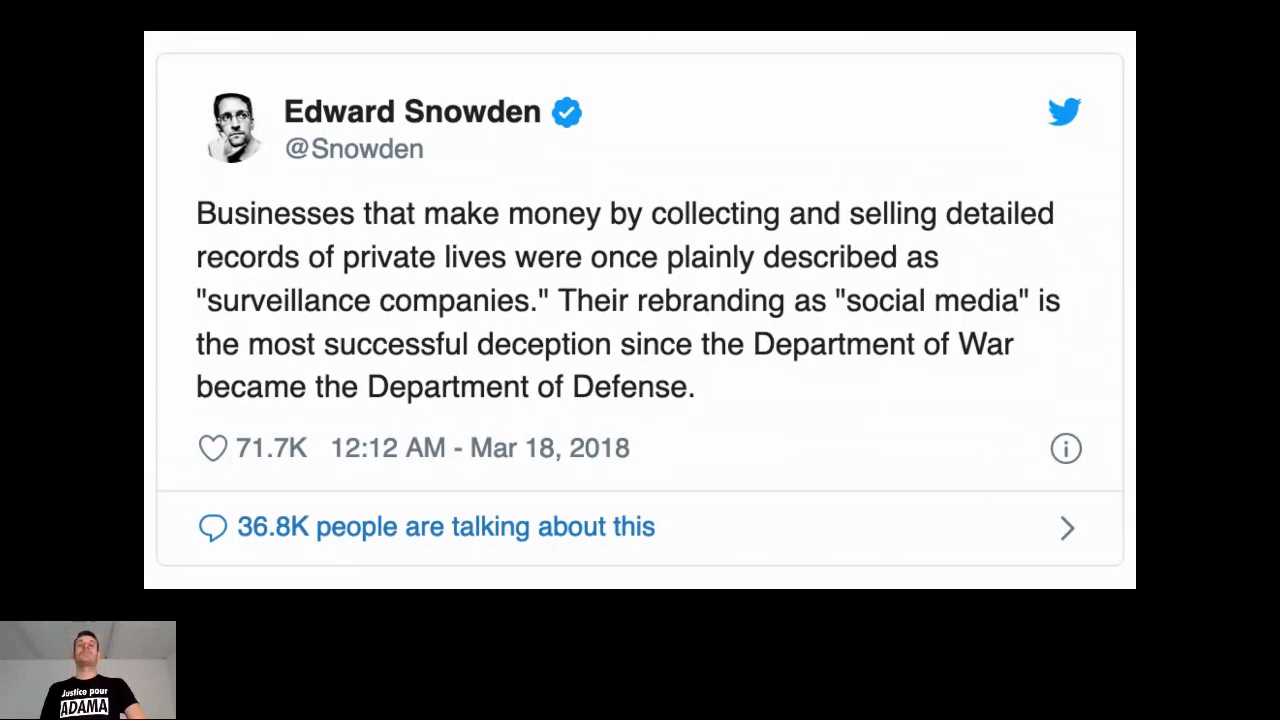 Edward Snowden
@Snowden
Businesses that make money by collecting and selling detailed
records of private lives were once plainly described as
"surveillance companies." Their rebranding as "social media" is
the most successful deception since the Department of War
became the Department of Defense.
71.7K 12:12 AM - Mar 18, 2018
36.8K people are talking about this
Justice pour
ADAMA